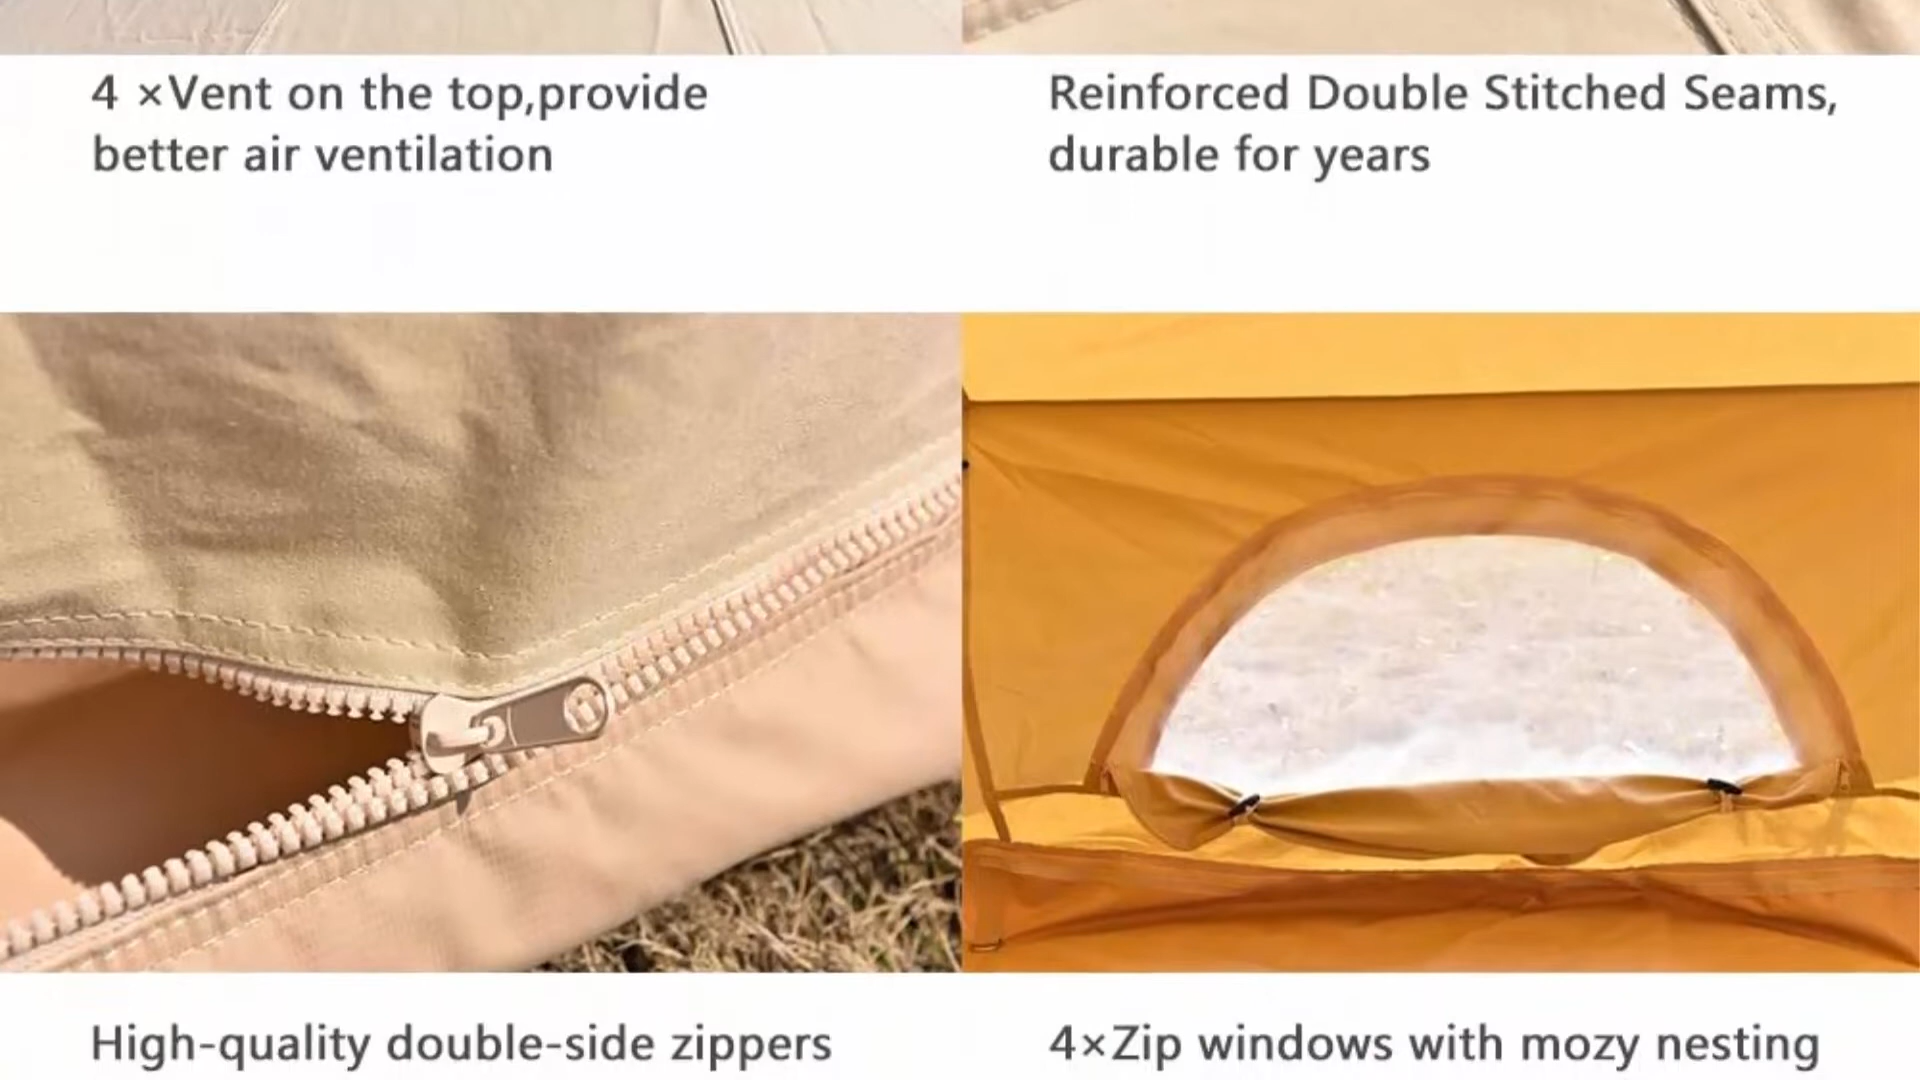 4 ×Vent on the top,provide
better air ventilation
Reinforced Double Stitched Seams,
durable for years
High-quality double-side zippers
4×Zip windows with mozy nesting